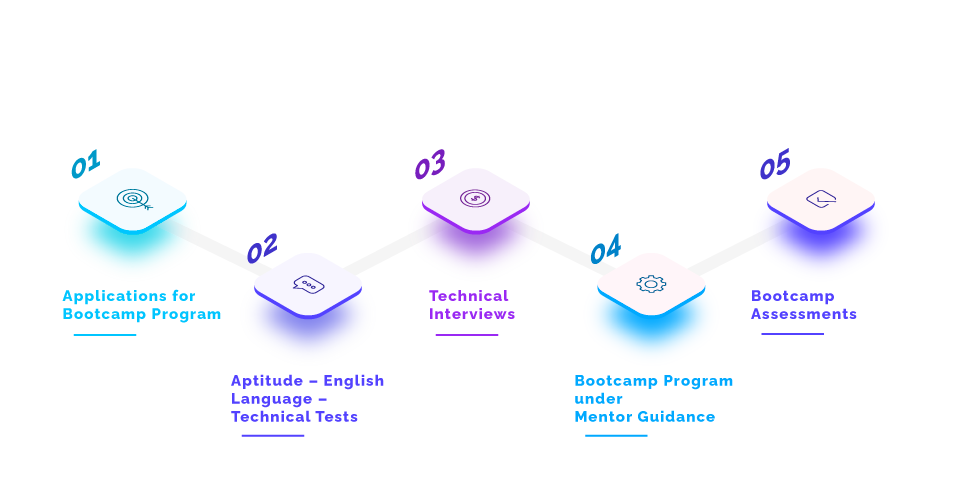 01
Applications for
Bootcamp Program
02
Aptitude – English
Language –
Technical Tests
03
Technical
Interviews
04
Bootcamp Program
under
Mentor Guidance
05
Bootcamp
Assessments